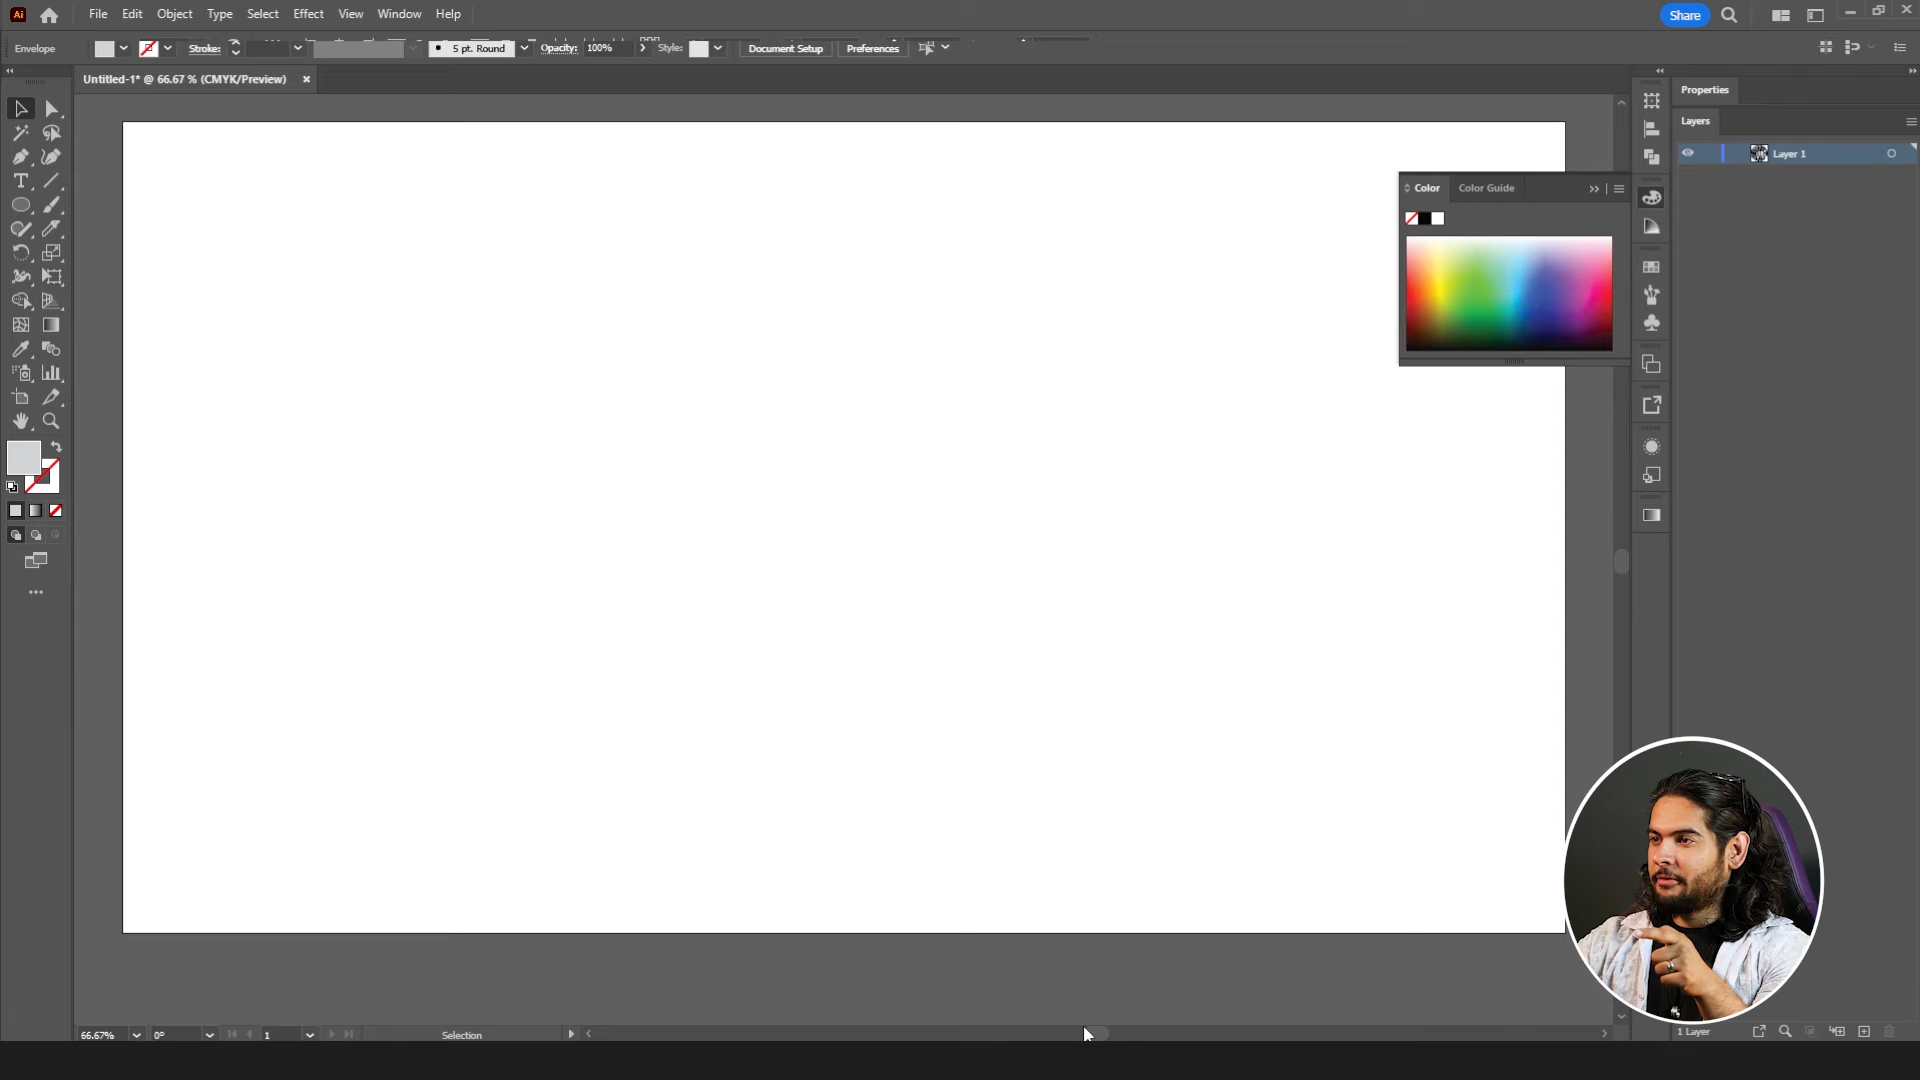 Ai File Edit Object Type Select Effect View Window Help Share
Envelope Stroke: 5 pt. Round Opacity: 100% Style: Document Setup Preferences
Untitled-1* @ 66.67 % (CMYK/Preview)
Properties
Layers
Layer 1
Color Color Guide
66.67% 0° 1 Selection
1 Layer